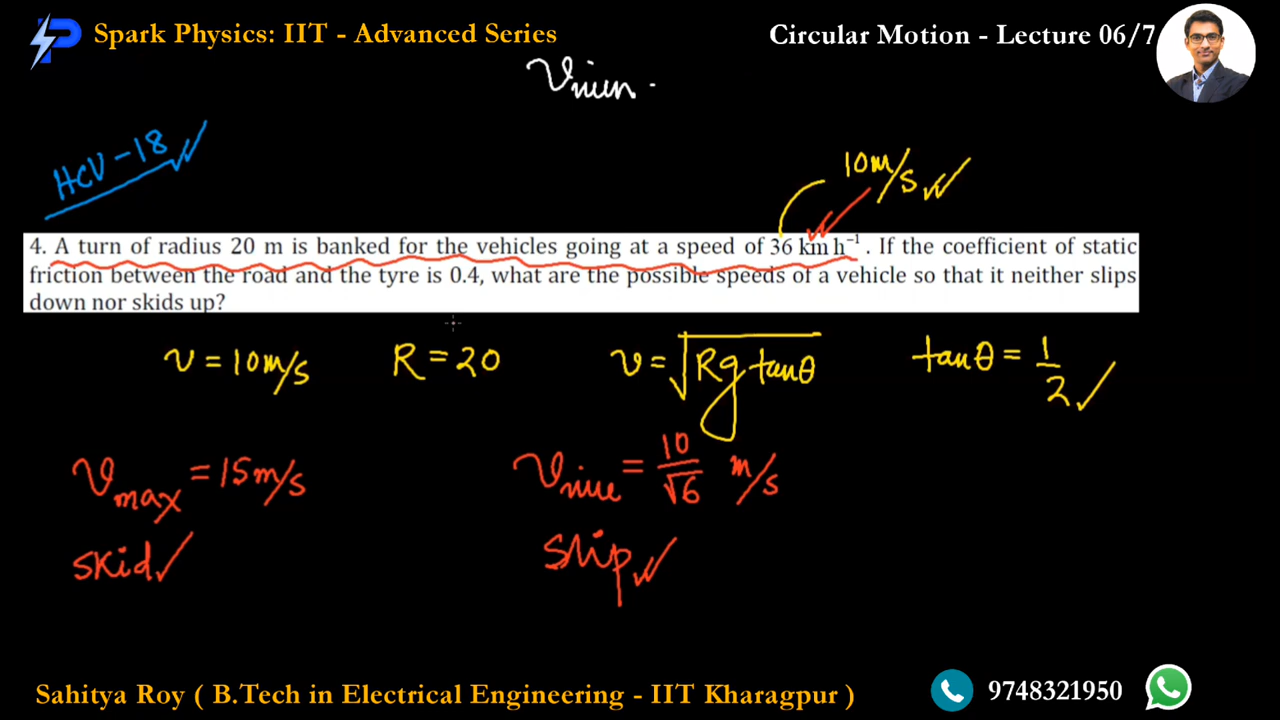 Spark Physics: IIT - Advanced Series
Circular Motion - Lecture 06/7
Vmin.
HCV-18
10m/s
4. A turn of radius 20 m is banked for the vehicles going at a speed of 36 km h⁻¹ . If the coefficient of static
friction between the road and the tyre is 0.4, what are the possible speeds of a vehicle so that it neither slips
down nor skids up?
v = 10m/s R = 20 v = √Rg tanθ tanθ = 1/2
Vmax = 15m/s Vmin = 10/√6 m/s
skid slip
Sahitya Roy ( B.Tech in Electrical Engineering - IIT Kharagpur )
9748321950